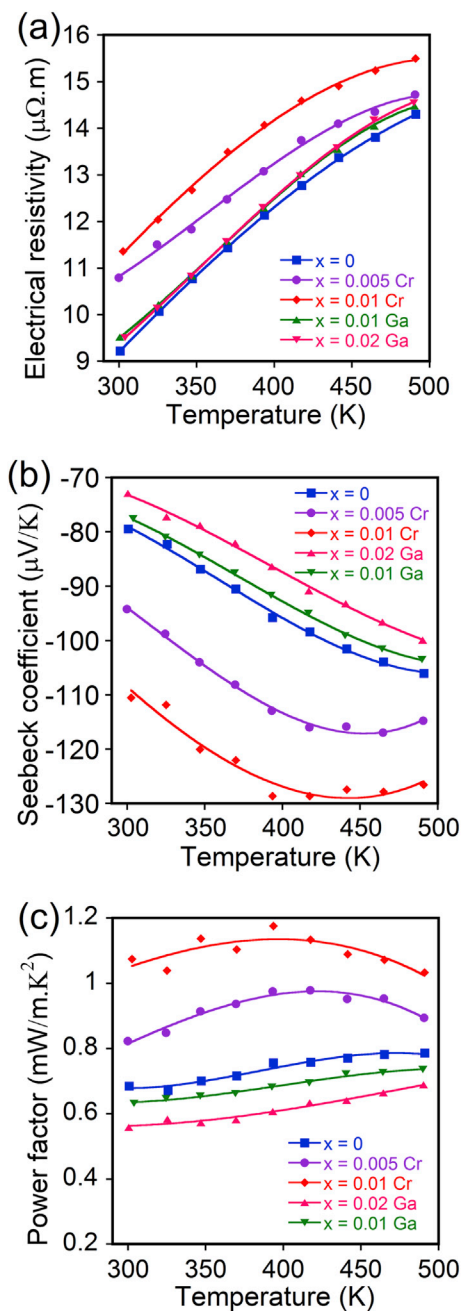 (a)
Electrical resistivity (μΩ.m)
16
15
14
13
12
11
10
9
300 350 400 450 500
Temperature (K)
x = 0
x = 0.005 Cr
x = 0.01 Cr
x = 0.01 Ga
x = 0.02 Ga
(b)
Seebeck coefficient (μV/K)
-70
-80
-90
-100
-110
-120
-130
300 350 400 450 500
Temperature (K)
x = 0
x = 0.005 Cr
x = 0.01 Cr
x = 0.02 Ga
x = 0.01 Ga
(c)
Power factor (mW/m.K²)
1.2
1
0.8
0.6
0.4
0.2
300 350 400 450 500
Temperature (K)
x = 0
x = 0.005 Cr
x = 0.01 Cr
x = 0.02 Ga
x = 0.01 Ga